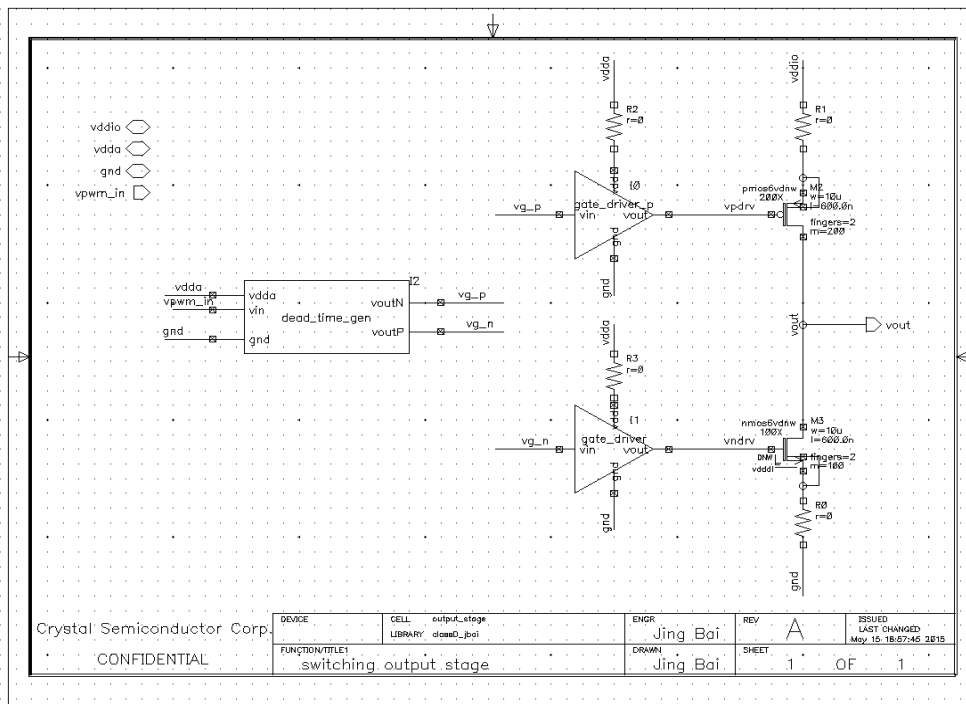 vdda
vddio
R2
r=0
R1
r=0
vddio
vdda
gnd
vpwm_in
I0
gate_driver_p
vg_p
vin
vout
gnd
gnd
vpdrv
pmos6vdnw
200X
M2
w=10u
l=600.0n
fingers=2
m=200
I2
vdda
vpwm_in
gnd
vdda
vin
gnd
dead_time_gen
voutN
voutP
vg_p
vg_n
vout
vout
vdda
R3
r=0
I1
gate_driver
vg_n
vin
vout
gnd
gnd
vndrv
nmos6vdnw
100X
DNW
M3
w=10u
l=600.0n
fingers=2
m=100
R0
r=0
gnd
Crystal Semiconductor Corp.
CONFIDENTIAL
DEVICE
CELL output_stage
LIBRARY classD_jbai
FUNCTION/TITLE1
switching output stage
ENGR
Jing Bai
DRAWN
Jing Bai
REV
A
ISSUED
LAST CHANGED
May 15 18:57:45 2015
SHEET
1 OF 1